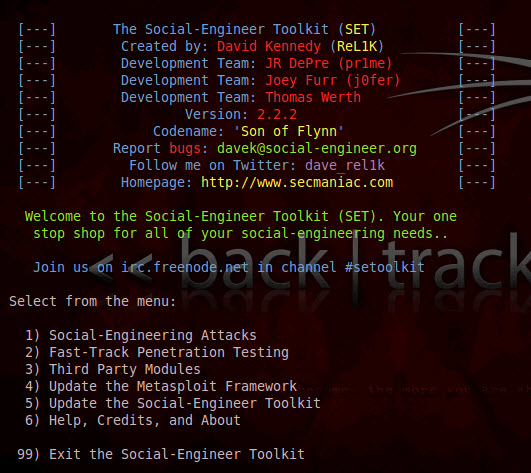 [---] The Social-Engineer Toolkit (SET) [---]
[---] Created by: David Kennedy (ReL1K) [---]
[---] Development Team: JR DePre (pr1me) [---]
[---] Development Team: Joey Furr (j0fer) [---]
[---] Development Team: Thomas Werth [---]
[---] Version: 2.2.2 [---]
[---] Codename: 'Son of Flynn' [---]
[---] Report bugs: davek@social-engineer.org [---]
[---] Follow me on Twitter: dave_rel1k [---]
[---] Homepage: http://www.secmaniac.com [---]
Welcome to the Social-Engineer Toolkit (SET). Your one
stop shop for all of your social-engineering needs..
<< back | track
Join us on irc.freenode.net in channel #setoolkit
Select from the menu:
1) Social-Engineering Attacks
2) Fast-Track Penetration Testing
3) Third Party Modules
4) Update the Metasploit Framework
5) Update the Social-Engineer Toolkit
6) Help, Credits, and About
99) Exit the Social-Engineer Toolkit